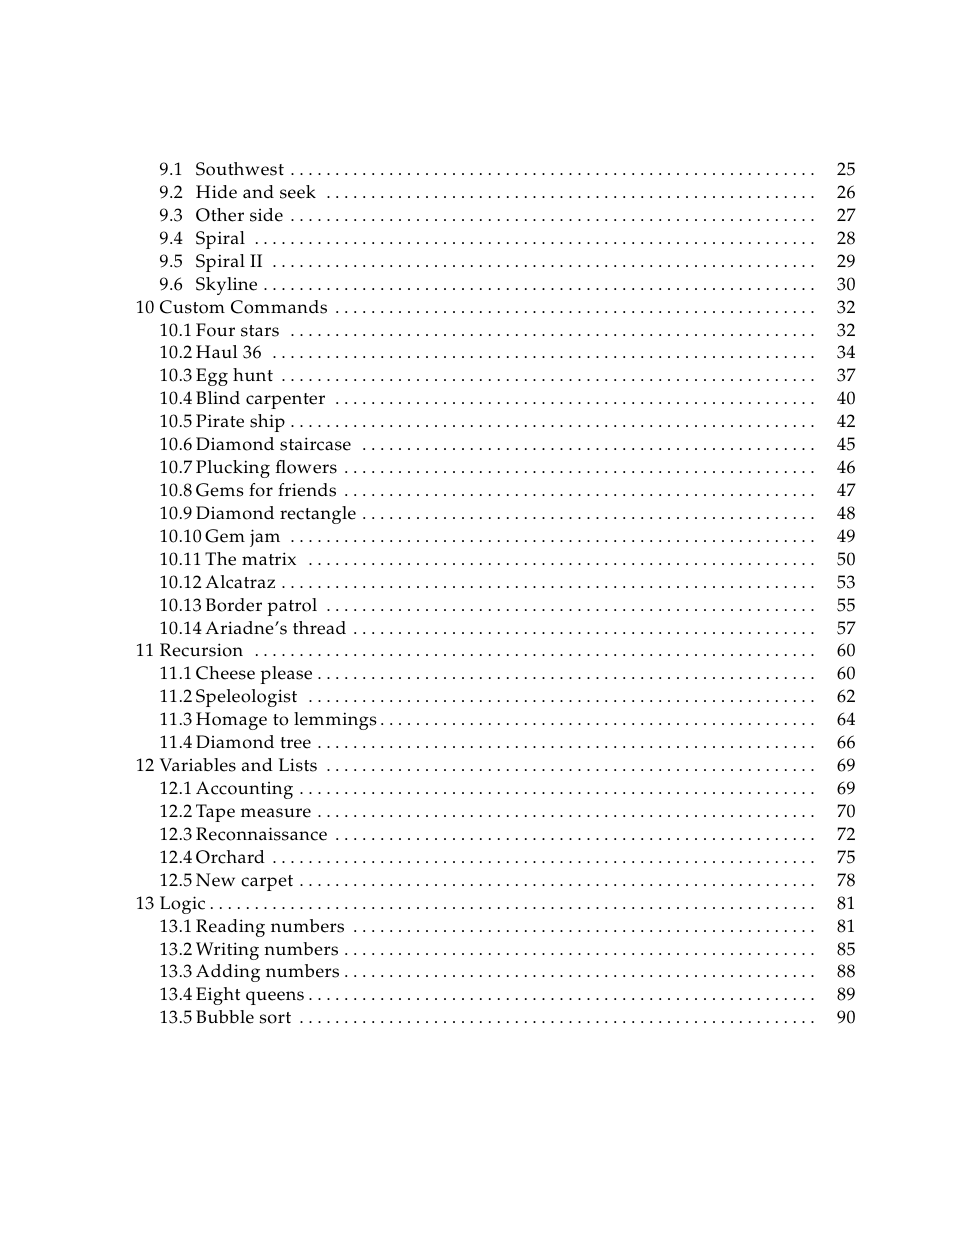 9.1 Southwest . . . . . . . . . . . . . . . . . . . . . . . . . . . . . . . . . . . . . . . . . . . . . . . . . . . . . . . . . . . 25
9.2 Hide and seek . . . . . . . . . . . . . . . . . . . . . . . . . . . . . . . . . . . . . . . . . . . . . . . . . . . . . . . 26
9.3 Other side . . . . . . . . . . . . . . . . . . . . . . . . . . . . . . . . . . . . . . . . . . . . . . . . . . . . . . . . . . . 27
9.4 Spiral . . . . . . . . . . . . . . . . . . . . . . . . . . . . . . . . . . . . . . . . . . . . . . . . . . . . . . . . . . . . . . . 28
9.5 Spiral II . . . . . . . . . . . . . . . . . . . . . . . . . . . . . . . . . . . . . . . . . . . . . . . . . . . . . . . . . . . . . 29
9.6 Skyline . . . . . . . . . . . . . . . . . . . . . . . . . . . . . . . . . . . . . . . . . . . . . . . . . . . . . . . . . . . . . . 30
10 Custom Commands . . . . . . . . . . . . . . . . . . . . . . . . . . . . . . . . . . . . . . . . . . . . . . . . . . . . . . 32
10.1 Four stars . . . . . . . . . . . . . . . . . . . . . . . . . . . . . . . . . . . . . . . . . . . . . . . . . . . . . . . . . . . 32
10.2 Haul 36 . . . . . . . . . . . . . . . . . . . . . . . . . . . . . . . . . . . . . . . . . . . . . . . . . . . . . . . . . . . . . 34
10.3 Egg hunt . . . . . . . . . . . . . . . . . . . . . . . . . . . . . . . . . . . . . . . . . . . . . . . . . . . . . . . . . . . . 37
10.4 Blind carpenter . . . . . . . . . . . . . . . . . . . . . . . . . . . . . . . . . . . . . . . . . . . . . . . . . . . . . . 40
10.5 Pirate ship . . . . . . . . . . . . . . . . . . . . . . . . . . . . . . . . . . . . . . . . . . . . . . . . . . . . . . . . . . . 42
10.6 Diamond staircase . . . . . . . . . . . . . . . . . . . . . . . . . . . . . . . . . . . . . . . . . . . . . . . . . . . 45
10.7 Plucking flowers . . . . . . . . . . . . . . . . . . . . . . . . . . . . . . . . . . . . . . . . . . . . . . . . . . . . . 46
10.8 Gems for friends . . . . . . . . . . . . . . . . . . . . . . . . . . . . . . . . . . . . . . . . . . . . . . . . . . . . . 47
10.9 Diamond rectangle . . . . . . . . . . . . . . . . . . . . . . . . . . . . . . . . . . . . . . . . . . . . . . . . . . . 48
10.10 Gem jam . . . . . . . . . . . . . . . . . . . . . . . . . . . . . . . . . . . . . . . . . . . . . . . . . . . . . . . . . . . 49
10.11 The matrix . . . . . . . . . . . . . . . . . . . . . . . . . . . . . . . . . . . . . . . . . . . . . . . . . . . . . . . . . 50
10.12 Alcatraz . . . . . . . . . . . . . . . . . . . . . . . . . . . . . . . . . . . . . . . . . . . . . . . . . . . . . . . . . . . . 53
10.13 Border patrol . . . . . . . . . . . . . . . . . . . . . . . . . . . . . . . . . . . . . . . . . . . . . . . . . . . . . . . 55
10.14 Ariadne’s thread . . . . . . . . . . . . . . . . . . . . . . . . . . . . . . . . . . . . . . . . . . . . . . . . . . . . 57
11 Recursion . . . . . . . . . . . . . . . . . . . . . . . . . . . . . . . . . . . . . . . . . . . . . . . . . . . . . . . . . . . . . . . 60
11.1 Cheese please . . . . . . . . . . . . . . . . . . . . . . . . . . . . . . . . . . . . . . . . . . . . . . . . . . . . . . . . 60
11.2 Speleologist . . . . . . . . . . . . . . . . . . . . . . . . . . . . . . . . . . . . . . . . . . . . . . . . . . . . . . . . . 62
11.3 Homage to lemmings . . . . . . . . . . . . . . . . . . . . . . . . . . . . . . . . . . . . . . . . . . . . . . . . . 64
11.4 Diamond tree . . . . . . . . . . . . . . . . . . . . . . . . . . . . . . . . . . . . . . . . . . . . . . . . . . . . . . . . 66
12 Variables and Lists . . . . . . . . . . . . . . . . . . . . . . . . . . . . . . . . . . . . . . . . . . . . . . . . . . . . . . . 69
12.1 Accounting . . . . . . . . . . . . . . . . . . . . . . . . . . . . . . . . . . . . . . . . . . . . . . . . . . . . . . . . . . 69
12.2 Tape measure . . . . . . . . . . . . . . . . . . . . . . . . . . . . . . . . . . . . . . . . . . . . . . . . . . . . . . . . 70
12.3 Reconnaissance . . . . . . . . . . . . . . . . . . . . . . . . . . . . . . . . . . . . . . . . . . . . . . . . . . . . . . 72
12.4 Orchard . . . . . . . . . . . . . . . . . . . . . . . . . . . . . . . . . . . . . . . . . . . . . . . . . . . . . . . . . . . . . 75
12.5 New carpet . . . . . . . . . . . . . . . . . . . . . . . . . . . . . . . . . . . . . . . . . . . . . . . . . . . . . . . . . . 78
13 Logic . . . . . . . . . . . . . . . . . . . . . . . . . . . . . . . . . . . . . . . . . . . . . . . . . . . . . . . . . . . . . . . . . . . . 81
13.1 Reading numbers . . . . . . . . . . . . . . . . . . . . . . . . . . . . . . . . . . . . . . . . . . . . . . . . . . . . 81
13.2 Writing numbers . . . . . . . . . . . . . . . . . . . . . . . . . . . . . . . . . . . . . . . . . . . . . . . . . . . . . 85
13.3 Adding numbers . . . . . . . . . . . . . . . . . . . . . . . . . . . . . . . . . . . . . . . . . . . . . . . . . . . . . 88
13.4 Eight queens . . . . . . . . . . . . . . . . . . . . . . . . . . . . . . . . . . . . . . . . . . . . . . . . . . . . . . . . . 89
13.5 Bubble sort . . . . . . . . . . . . . . . . . . . . . . . . . . . . . . . . . . . . . . . . . . . . . . . . . . . . . . . . . . 90